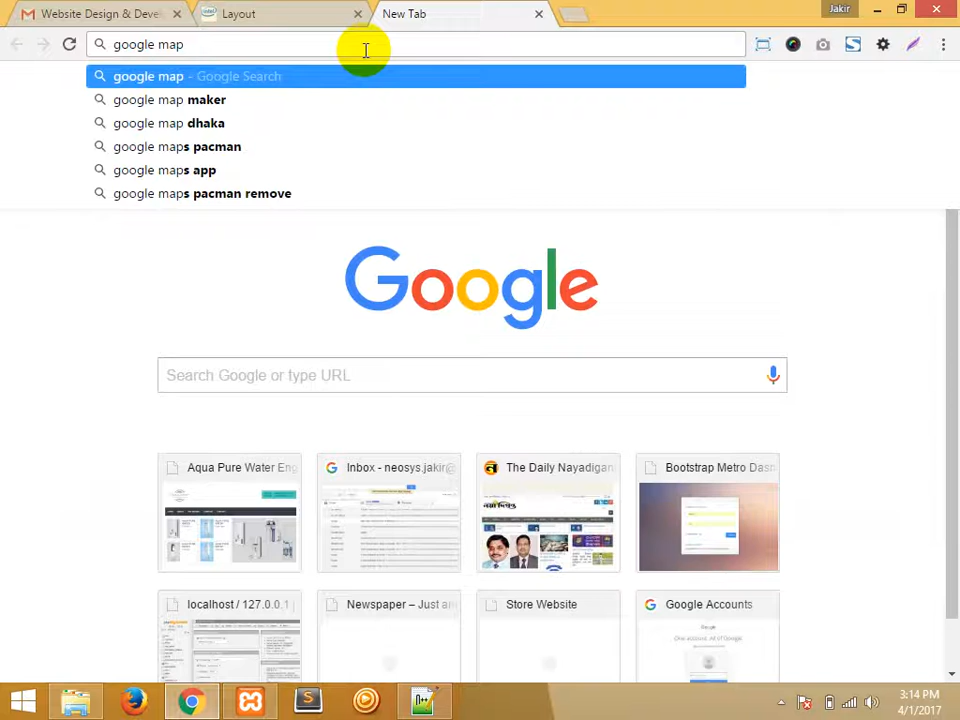 Website Design & Deve
Layout
New Tab
Jakir
google map
google map - Google Search
google map maker
google map dhaka
google maps pacman
google maps app
google maps pacman remove
Google
Search Google or type URL
Aqua Pure Water Eng
Inbox - neosys.jakir@
The Daily Nayadigan
Bootstrap Metro Dash
localhost / 127.0.0.1
Newspaper – Just an
Store Website
Google Accounts
3:14 PM
4/1/2017